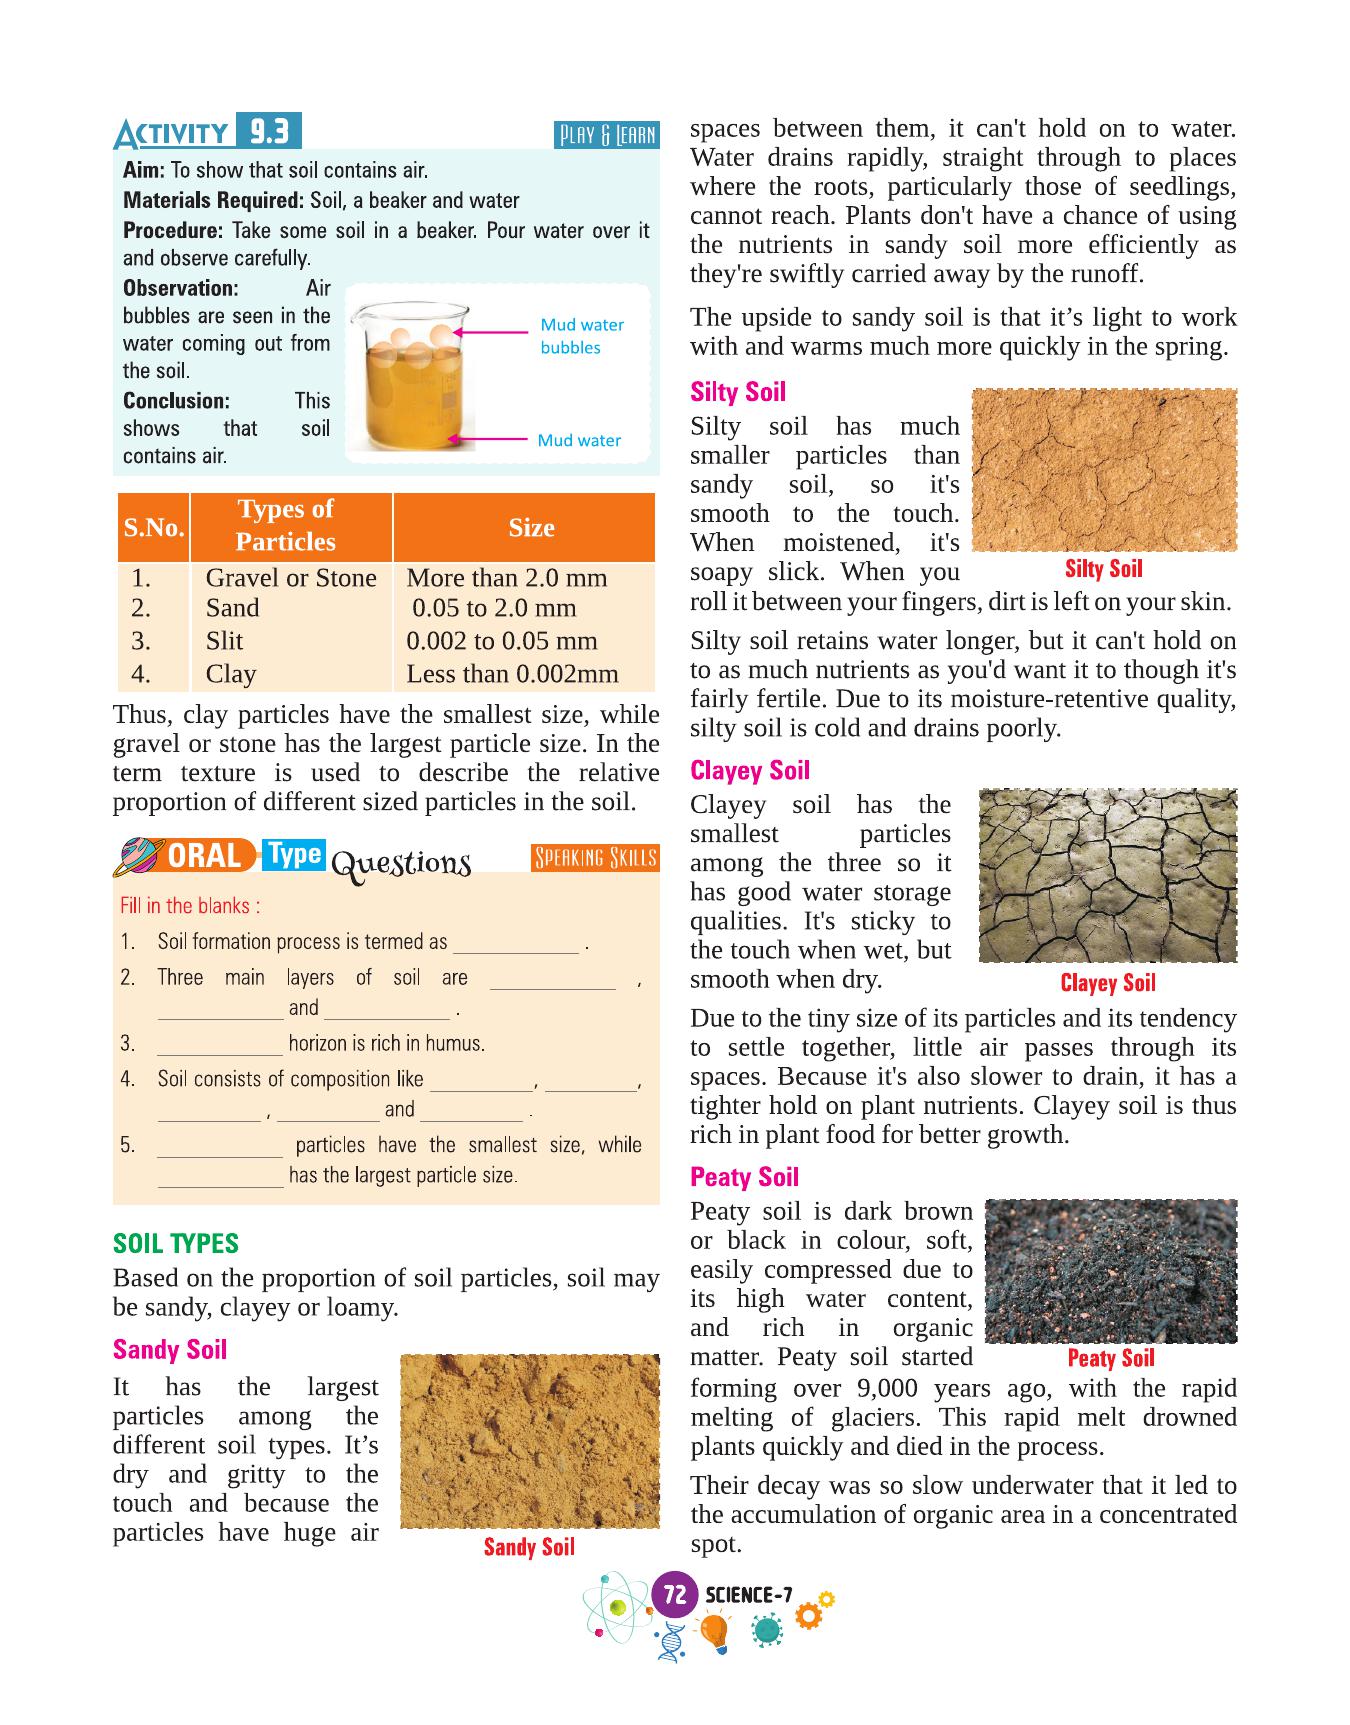 ACTIVITY 9.3
PLAY & LEARN
Aim: To show that soil contains air.
Materials Required: Soil, a beaker and water
Procedure: Take some soil in a beaker. Pour water over it
and observe carefully.
Observation: Air
bubbles are seen in the
water coming out from
the soil.
Conclusion: This
shows that soil
contains air.
Mud water
bubbles
Mud water
S.No. Types of Particles Size
1. Gravel or Stone More than 2.0 mm
2. Sand 0.05 to 2.0 mm
3. Slit 0.002 to 0.05 mm
4. Clay Less than 0.002mm
Thus, clay particles have the smallest size, while
gravel or stone has the largest particle size. In the
term texture is used to describe the relative
proportion of different sized particles in the soil.
ORAL Type Questions
SPEAKING SKILLS
Fill in the blanks :
1. Soil formation process is termed as __________ .
2. Three main layers of soil are __________ ,
__________ and __________ .
3. __________ horizon is rich in humus.
4. Soil consists of composition like ________, ________,
________ , ________ and ________ .
5. __________ particles have the smallest size, while
__________ has the largest particle size.
SOIL TYPES
Based on the proportion of soil particles, soil may
be sandy, clayey or loamy.
Sandy Soil
It has the largest
particles among the
different soil types. It’s
dry and gritty to the
touch and because the
particles have huge air
Sandy Soil
spaces between them, it can't hold on to water.
Water drains rapidly, straight through to places
where the roots, particularly those of seedlings,
cannot reach. Plants don't have a chance of using
the nutrients in sandy soil more efficiently as
they're swiftly carried away by the runoff.
The upside to sandy soil is that it’s light to work
with and warms much more quickly in the spring.
Silty Soil
Silty soil has much
smaller particles than
sandy soil, so it's
smooth to the touch.
When moistened, it's
soapy slick. When you
roll it between your fingers, dirt is left on your skin.
Silty Soil
Silty soil retains water longer, but it can't hold on
to as much nutrients as you'd want it to though it's
fairly fertile. Due to its moisture-retentive quality,
silty soil is cold and drains poorly.
Clayey Soil
Clayey soil has the
smallest particles
among the three so it
has good water storage
qualities. It's sticky to
the touch when wet, but
smooth when dry.
Clayey Soil
Due to the tiny size of its particles and its tendency
to settle together, little air passes through its
spaces. Because it's also slower to drain, it has a
tighter hold on plant nutrients. Clayey soil is thus
rich in plant food for better growth.
Peaty Soil
Peaty soil is dark brown
or black in colour, soft,
easily compressed due to
its high water content,
and rich in organic
matter. Peaty soil started
forming over 9,000 years ago, with the rapid
melting of glaciers. This rapid melt drowned
plants quickly and died in the process.
Peaty Soil
Their decay was so slow underwater that it led to
the accumulation of organic area in a concentrated
spot.
72 SCIENCE-7